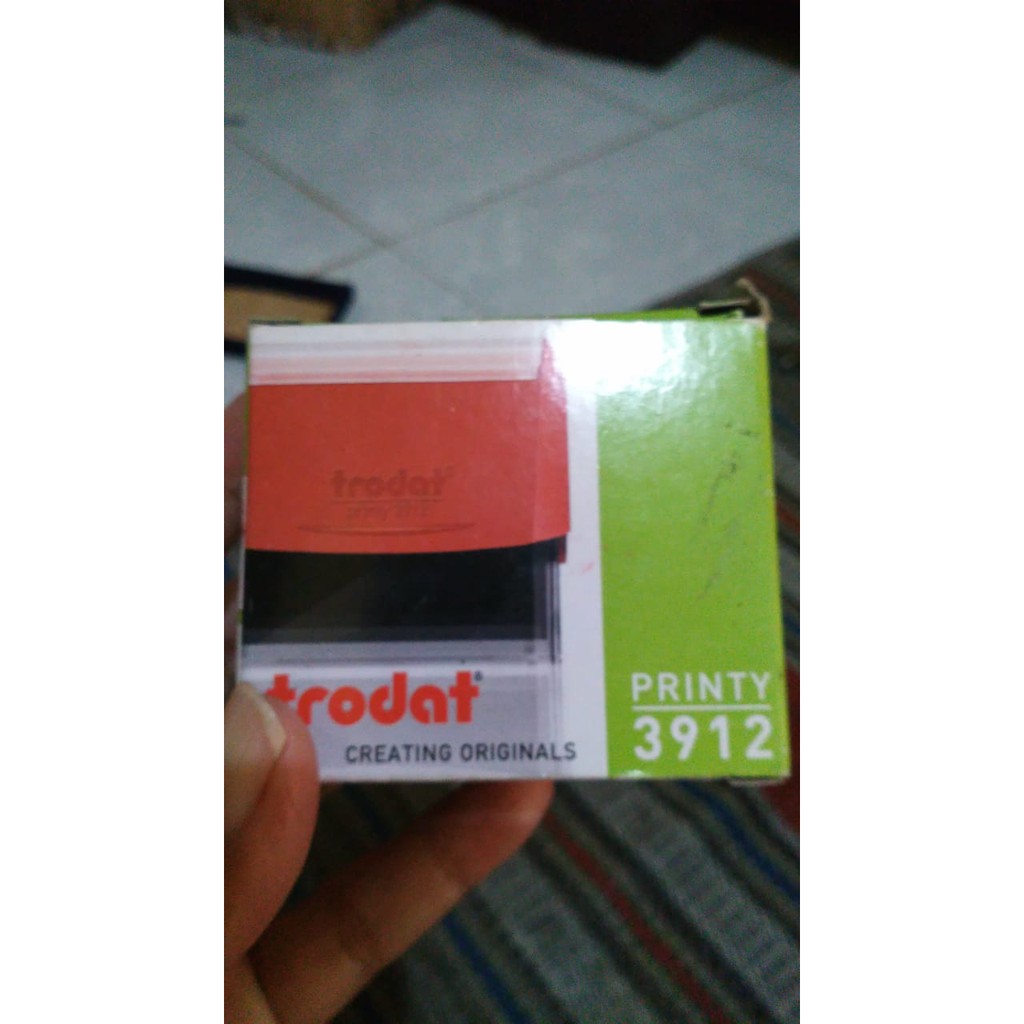 trodat
trodat®
CREATING ORIGINALS
PRINTY
3912